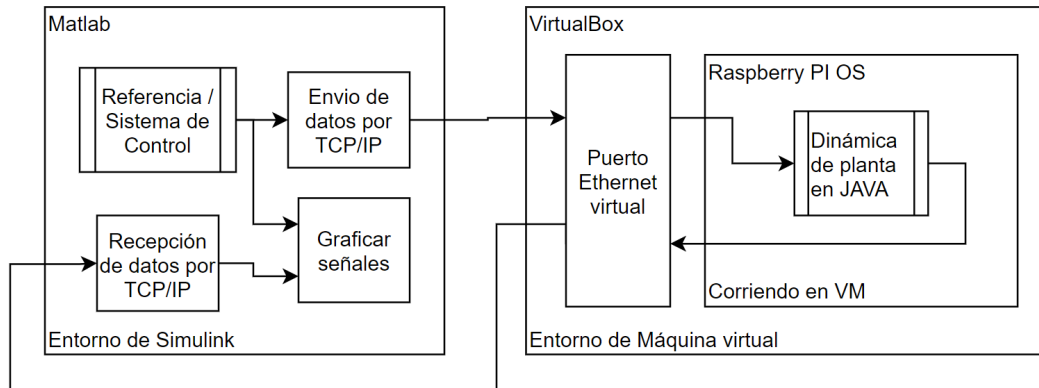 Matlab
Referencia /
Sistema de
Control
Envio de
datos por
TCP/IP
Recepción
de datos por
TCP/IP
Graficar
señales
Entorno de Simulink
VirtualBox
Puerto
Ethernet
virtual
Raspberry PI OS
Dinámica
de planta
en JAVA
Corriendo en VM
Entorno de Máquina virtual